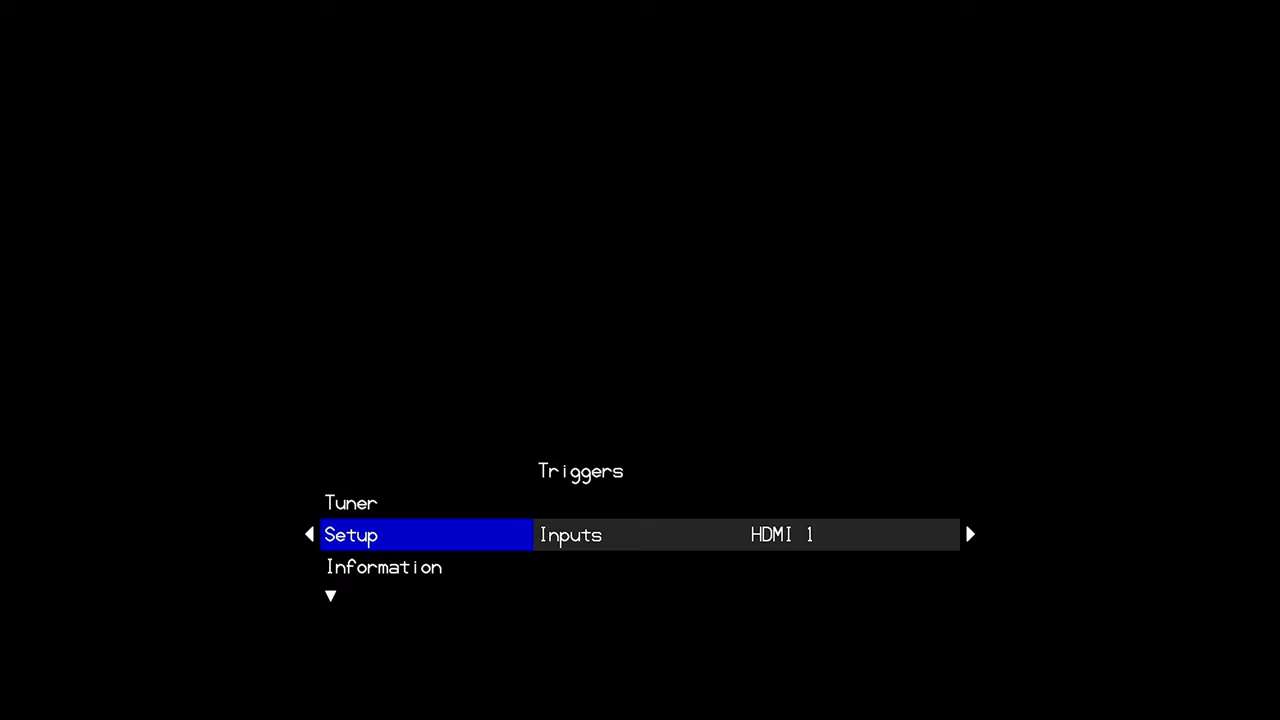 Triggers
Tuner
Setup Inputs HDMI 1
Information